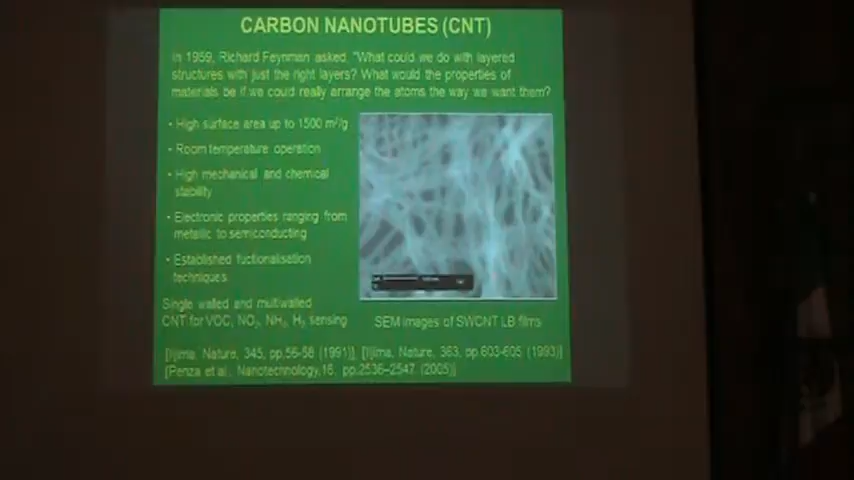 CARBON NANOTUBES (CNT)
In 1959, Richard Feynman asked, "What could we do with layered
structures with just the right layers? What would the properties of
materials be if we could really arrange the atoms the way we want them?
• High surface area up to 1500 m²/g
• Room temperature operation
• High mechanical and chemical
stability
• Electronic properties ranging from
metallic to semiconducting
• Established fuctionalisation
techniques
Single walled and multiwalled
CNT for VOC, NO₂, NH₃, H₂ sensing
SEM images of SWCNT LB films
[Iijima, Nature, 345, pp.56-58 (1991)], [Iijima, Nature, 363, pp.603-605 (1993)]
[Penza et al., Nanotechnology,16, pp.2536–2547 (2005)]